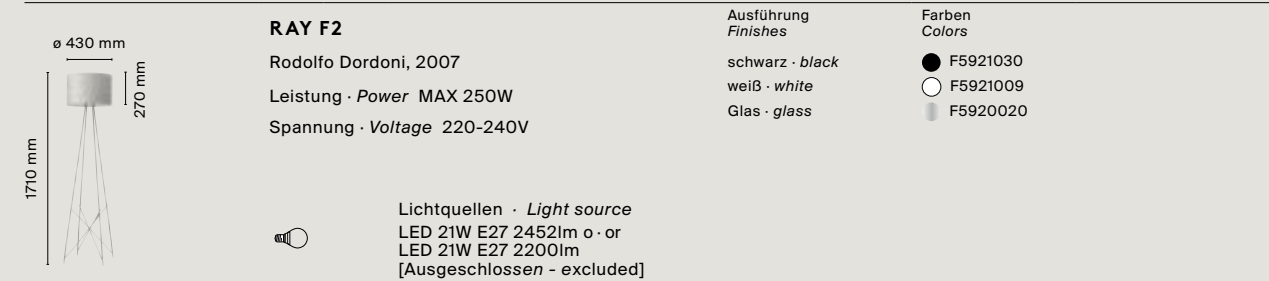 ø 430 mm
270 mm
1710 mm
RAY F2
Rodolfo Dordoni, 2007
Leistung · Power MAX 250W
Spannung · Voltage 220-240V
Lichtquellen · Light source
LED 21W E27 2452lm o · or
LED 21W E27 2200lm
[Ausgeschlossen - excluded]
Ausführung
Finishes
schwarz · black
weiß · white
Glas · glass
Farben
Colors
F5921030
F5921009
F5920020